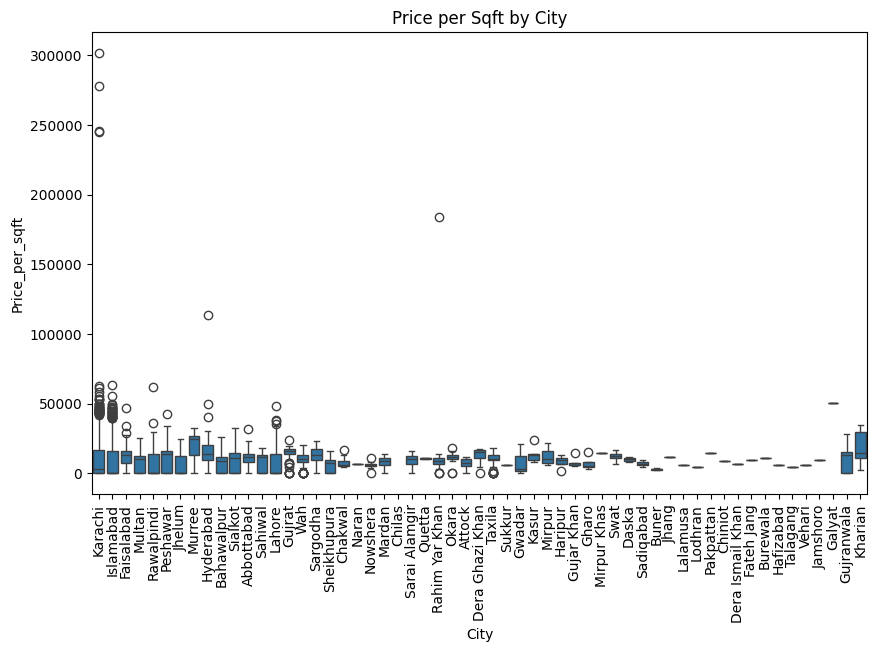 Price per Sqft by City
Price_per_sqft
300000
250000
200000
150000
100000
50000
0
Karachi
Islamabad
Faisalabad
Multan
Rawalpindi
Peshawar
Jhelum
Murree
Hyderabad
Bahawalpur
Sialkot
Abbottabad
Sahiwal
Lahore
Gujrat
Wah
Sargodha
Sheikhupura
Chakwal
Naran
Nowshera
Mardan
Chilas
Sarai Alamgir
Quetta
Rahim Yar Khan
Okara
Attock
Dera Ghazi Khan
Taxila
Sukkur
Gwadar
Kasur
Mirpur
Haripur
Gujar Khan
Gharo
Mirpur Khas
Swat
Daska
Sadiqabad
Buner
Jhang
Lalamusa
Lodhran
Pakpattan
Chiniot
Dera Ismail Khan
Fateh Jang
Burewala
Hafizabad
Talagang
Vehari
Jamshoro
Galyat
Gujranwala
Kharian
City